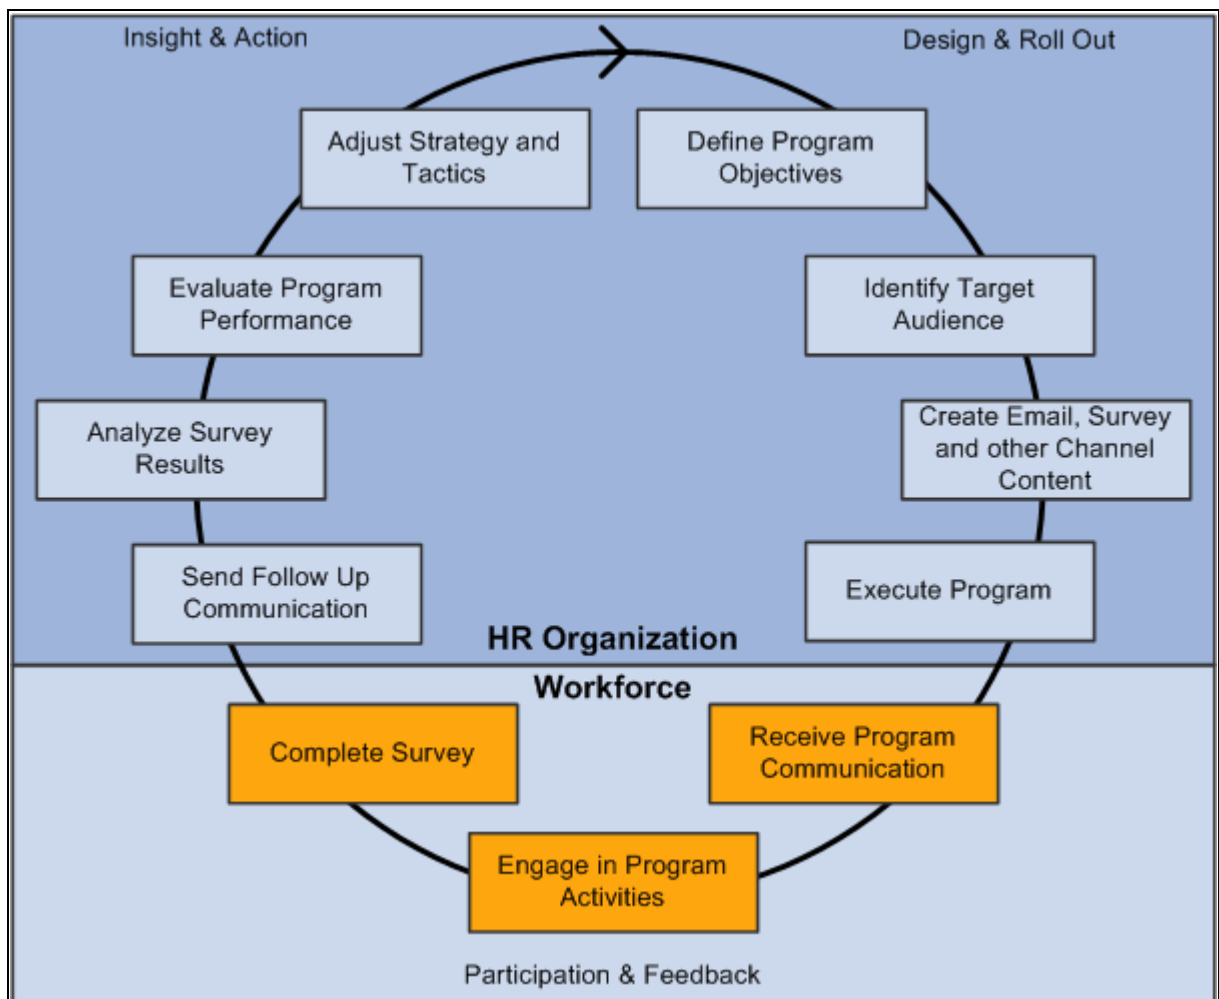 Insight & Action
Design & Roll Out
Adjust Strategy and
Tactics
Define Program
Objectives
Evaluate Program
Performance
Identify Target
Audience
Analyze Survey
Results
Create Email, Survey
and other Channel
Content
Send Follow Up
Communication
Execute Program
HR Organization
Workforce
Complete Survey
Receive Program
Communication
Engage in Program
Activities
Participation & Feedback